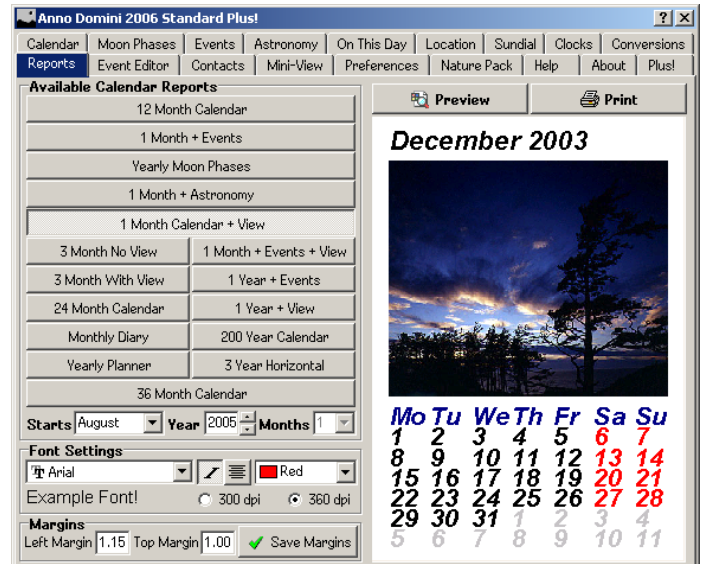 Anno Domini 2006 Standard Plus!
Calendar Moon Phases Events Astronomy On This Day Location Sundial Clocks Conversions
Reports Event Editor Contacts Mini-View Preferences Nature Pack Help About Plus!
Available Calendar Reports
12 Month Calendar
1 Month + Events
Yearly Moon Phases
1 Month + Astronomy
1 Month Calendar + View
3 Month No View 1 Month + Events + View
3 Month With View 1 Year + Events
24 Month Calendar 1 Year + View
Monthly Diary 200 Year Calendar
Yearly Planner 3 Year Horizontal
36 Month Calendar
Starts August Year 2005 Months 1
Font Settings
Arial Red
Example Font! 300 dpi 360 dpi
Margins
Left Margin 1.15 Top Margin 1.00 Save Margins
Preview Print
December 2003
Mo Tu We Th Fr Sa Su
1 2 3 4 5 6 7
8 9 10 11 12 13 14
15 16 17 18 19 20 21
22 23 24 25 26 27 28
29 30 31 1 2 3 4
5 6 7 8 9 10 11